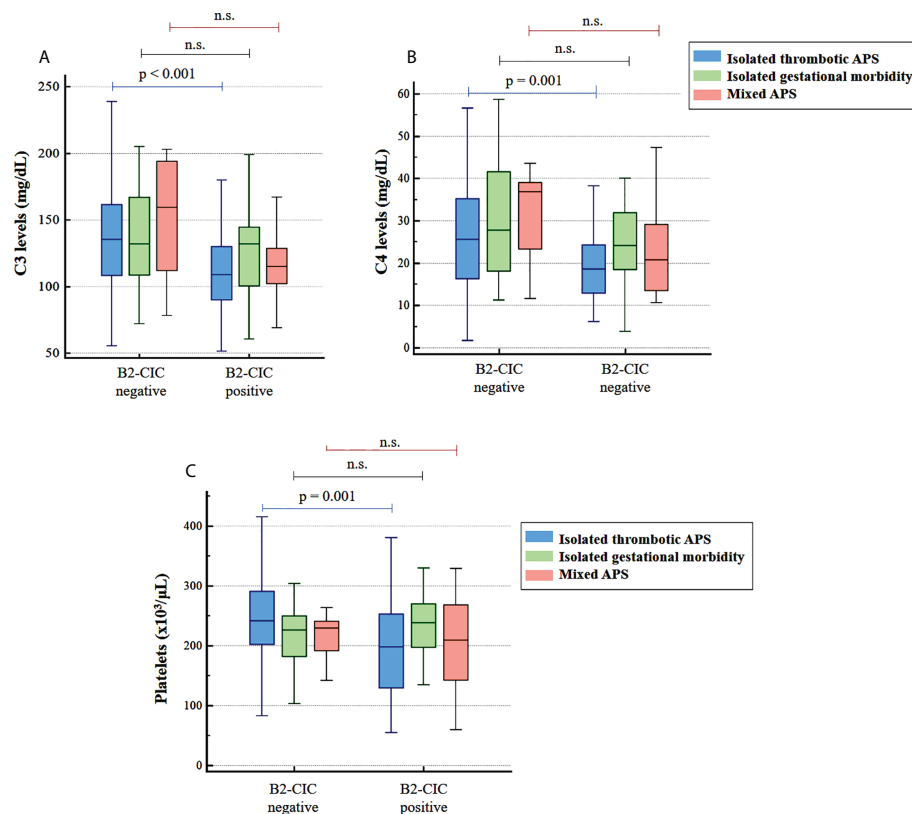 n.s.
n.s.
A
n.s.
p < 0.001
250
200
150
100
50
C3 levels (mg/dL)
B2-CIC
negative
B2-CIC
positive
n.s.
B
n.s.
p = 0.001
60
50
40
30
20
10
0
C4 levels (mg/dL)
B2-CIC
negative
B2-CIC
negative
Isolated thrombotic APS
Isolated gestational morbidity
Mixed APS
n.s.
C
n.s.
p = 0.001
400
300
200
100
0
Platelets (x10³/µL)
B2-CIC
negative
B2-CIC
positive
Isolated thrombotic APS
Isolated gestational morbidity
Mixed APS